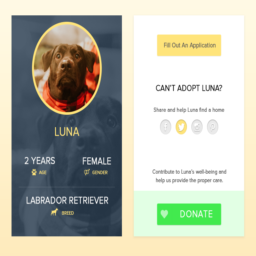 LUNA
2 YEARS
AGE
FEMALE
GENDER
LABRADOR RETRIEVER
BREED
Fill Out An Application
CAN'T ADOPT LUNA?
Share and help Luna find a home
Contribute to Luna's well-being and
help us provide the proper care.
DONATE